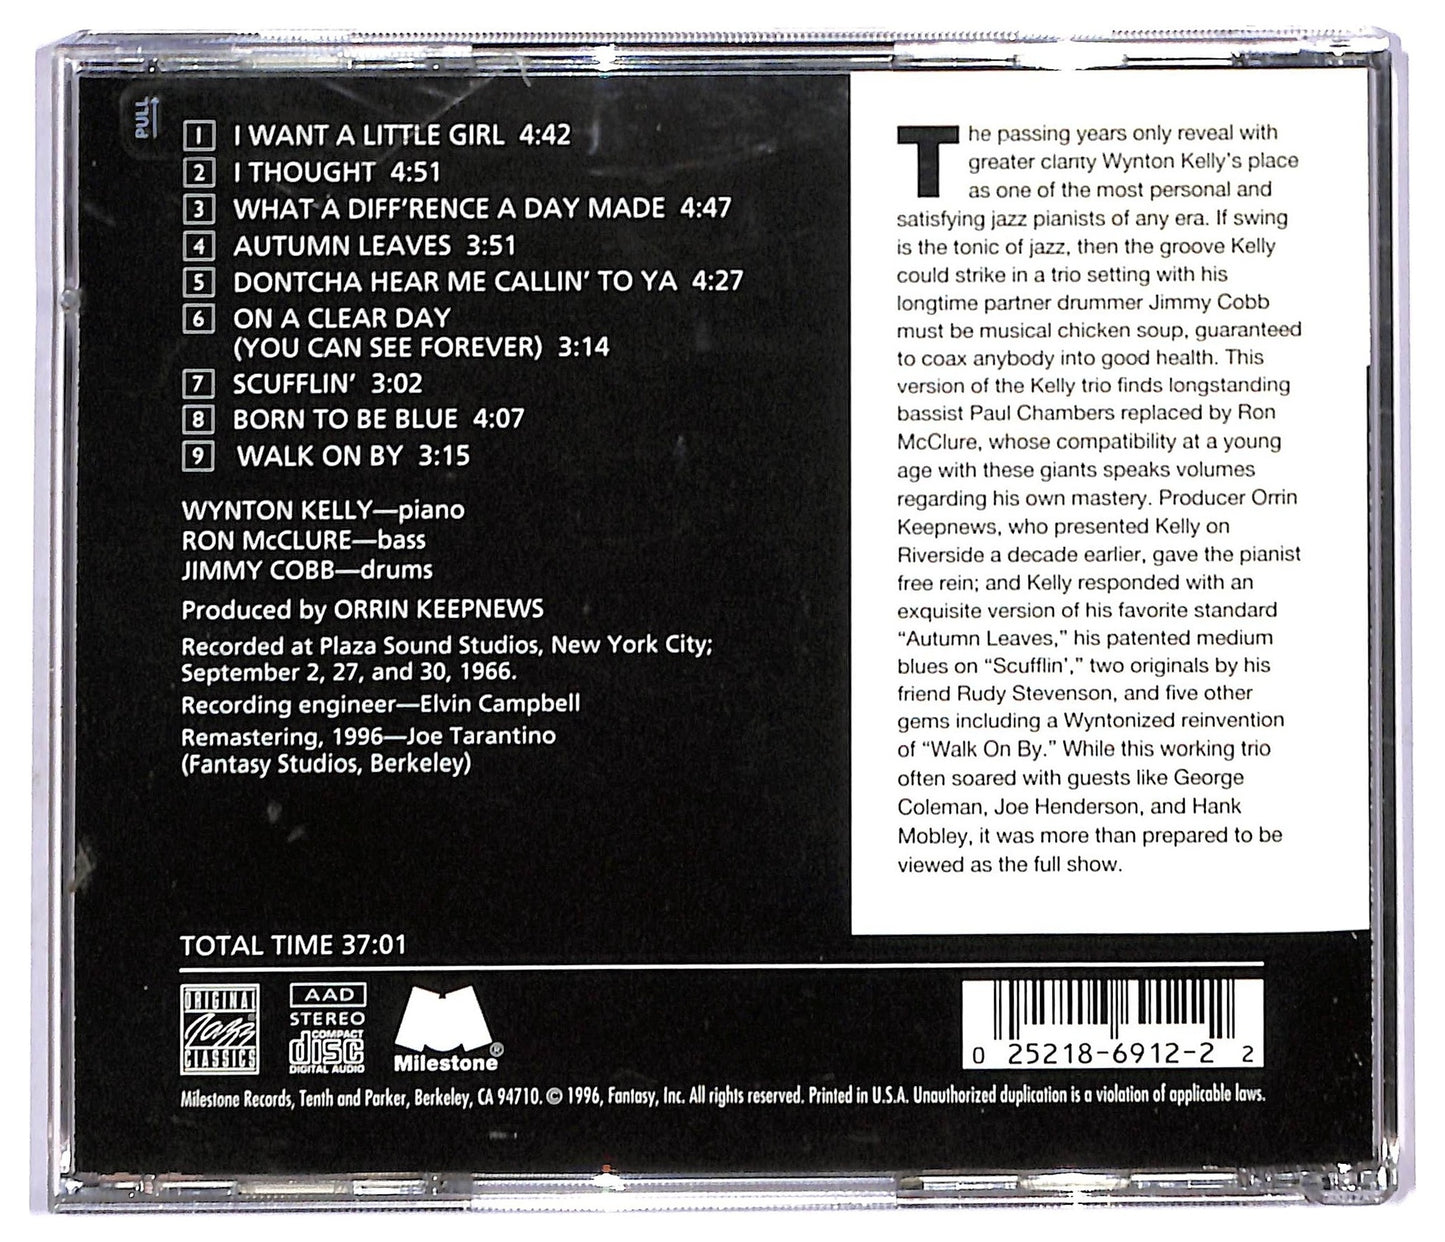 PULL
1 I WANT A LITTLE GIRL 4:42
2 I THOUGHT 4:51
3 WHAT A DIFF'RENCE A DAY MADE 4:47
4 AUTUMN LEAVES 3:51
5 DONTCHA HEAR ME CALLIN' TO YA 4:27
6 ON A CLEAR DAY
(YOU CAN SEE FOREVER) 3:14
7 SCUFFLIN' 3:02
8 BORN TO BE BLUE 4:07
9 WALK ON BY 3:15
WYNTON KELLY—piano
RON McCLURE—bass
JIMMY COBB—drums
Produced by ORRIN KEEPNEWS
Recorded at Plaza Sound Studios, New York City;
September 2, 27, and 30, 1966.
Recording engineer—Elvin Campbell
Remastering, 1996—Joe Tarantino
(Fantasy Studios, Berkeley)
The passing years only reveal with
greater clarity Wynton Kelly's place
as one of the most personal and
satisfying jazz pianists of any era. If swing
is the tonic of jazz, then the groove Kelly
could strike in a trio setting with his
longtime partner drummer Jimmy Cobb
must be musical chicken soup, guaranteed
to coax anybody into good health. This
version of the Kelly trio finds longstanding
bassist Paul Chambers replaced by Ron
McClure, whose compatibility at a young
age with these giants speaks volumes
regarding his own mastery. Producer Orrin
Keepnews, who presented Kelly on
Riverside a decade earlier, gave the pianist
free rein; and Kelly responded with an
exquisite version of his favorite standard
“Autumn Leaves,” his patented medium
blues on “Scufflin',” two originals by his
friend Rudy Stevenson, and five other
gems including a Wyntonized reinvention
of “Walk On By.” While this working trio
often soared with guests like George
Coleman, Joe Henderson, and Hank
Mobley, it was more than prepared to be
viewed as the full show.
TOTAL TIME 37:01
ORIGINAL
Jazz
CLASSICS
AAD
STEREO
COMPACT
disc
DIGITAL AUDIO
Milestone®
0 25218-6912-2 2
Milestone Records, Tenth and Parker, Berkeley, CA 94710. © 1996, Fantasy, Inc. All rights reserved. Printed in U.S.A. Unauthorized duplication is a violation of applicable laws.